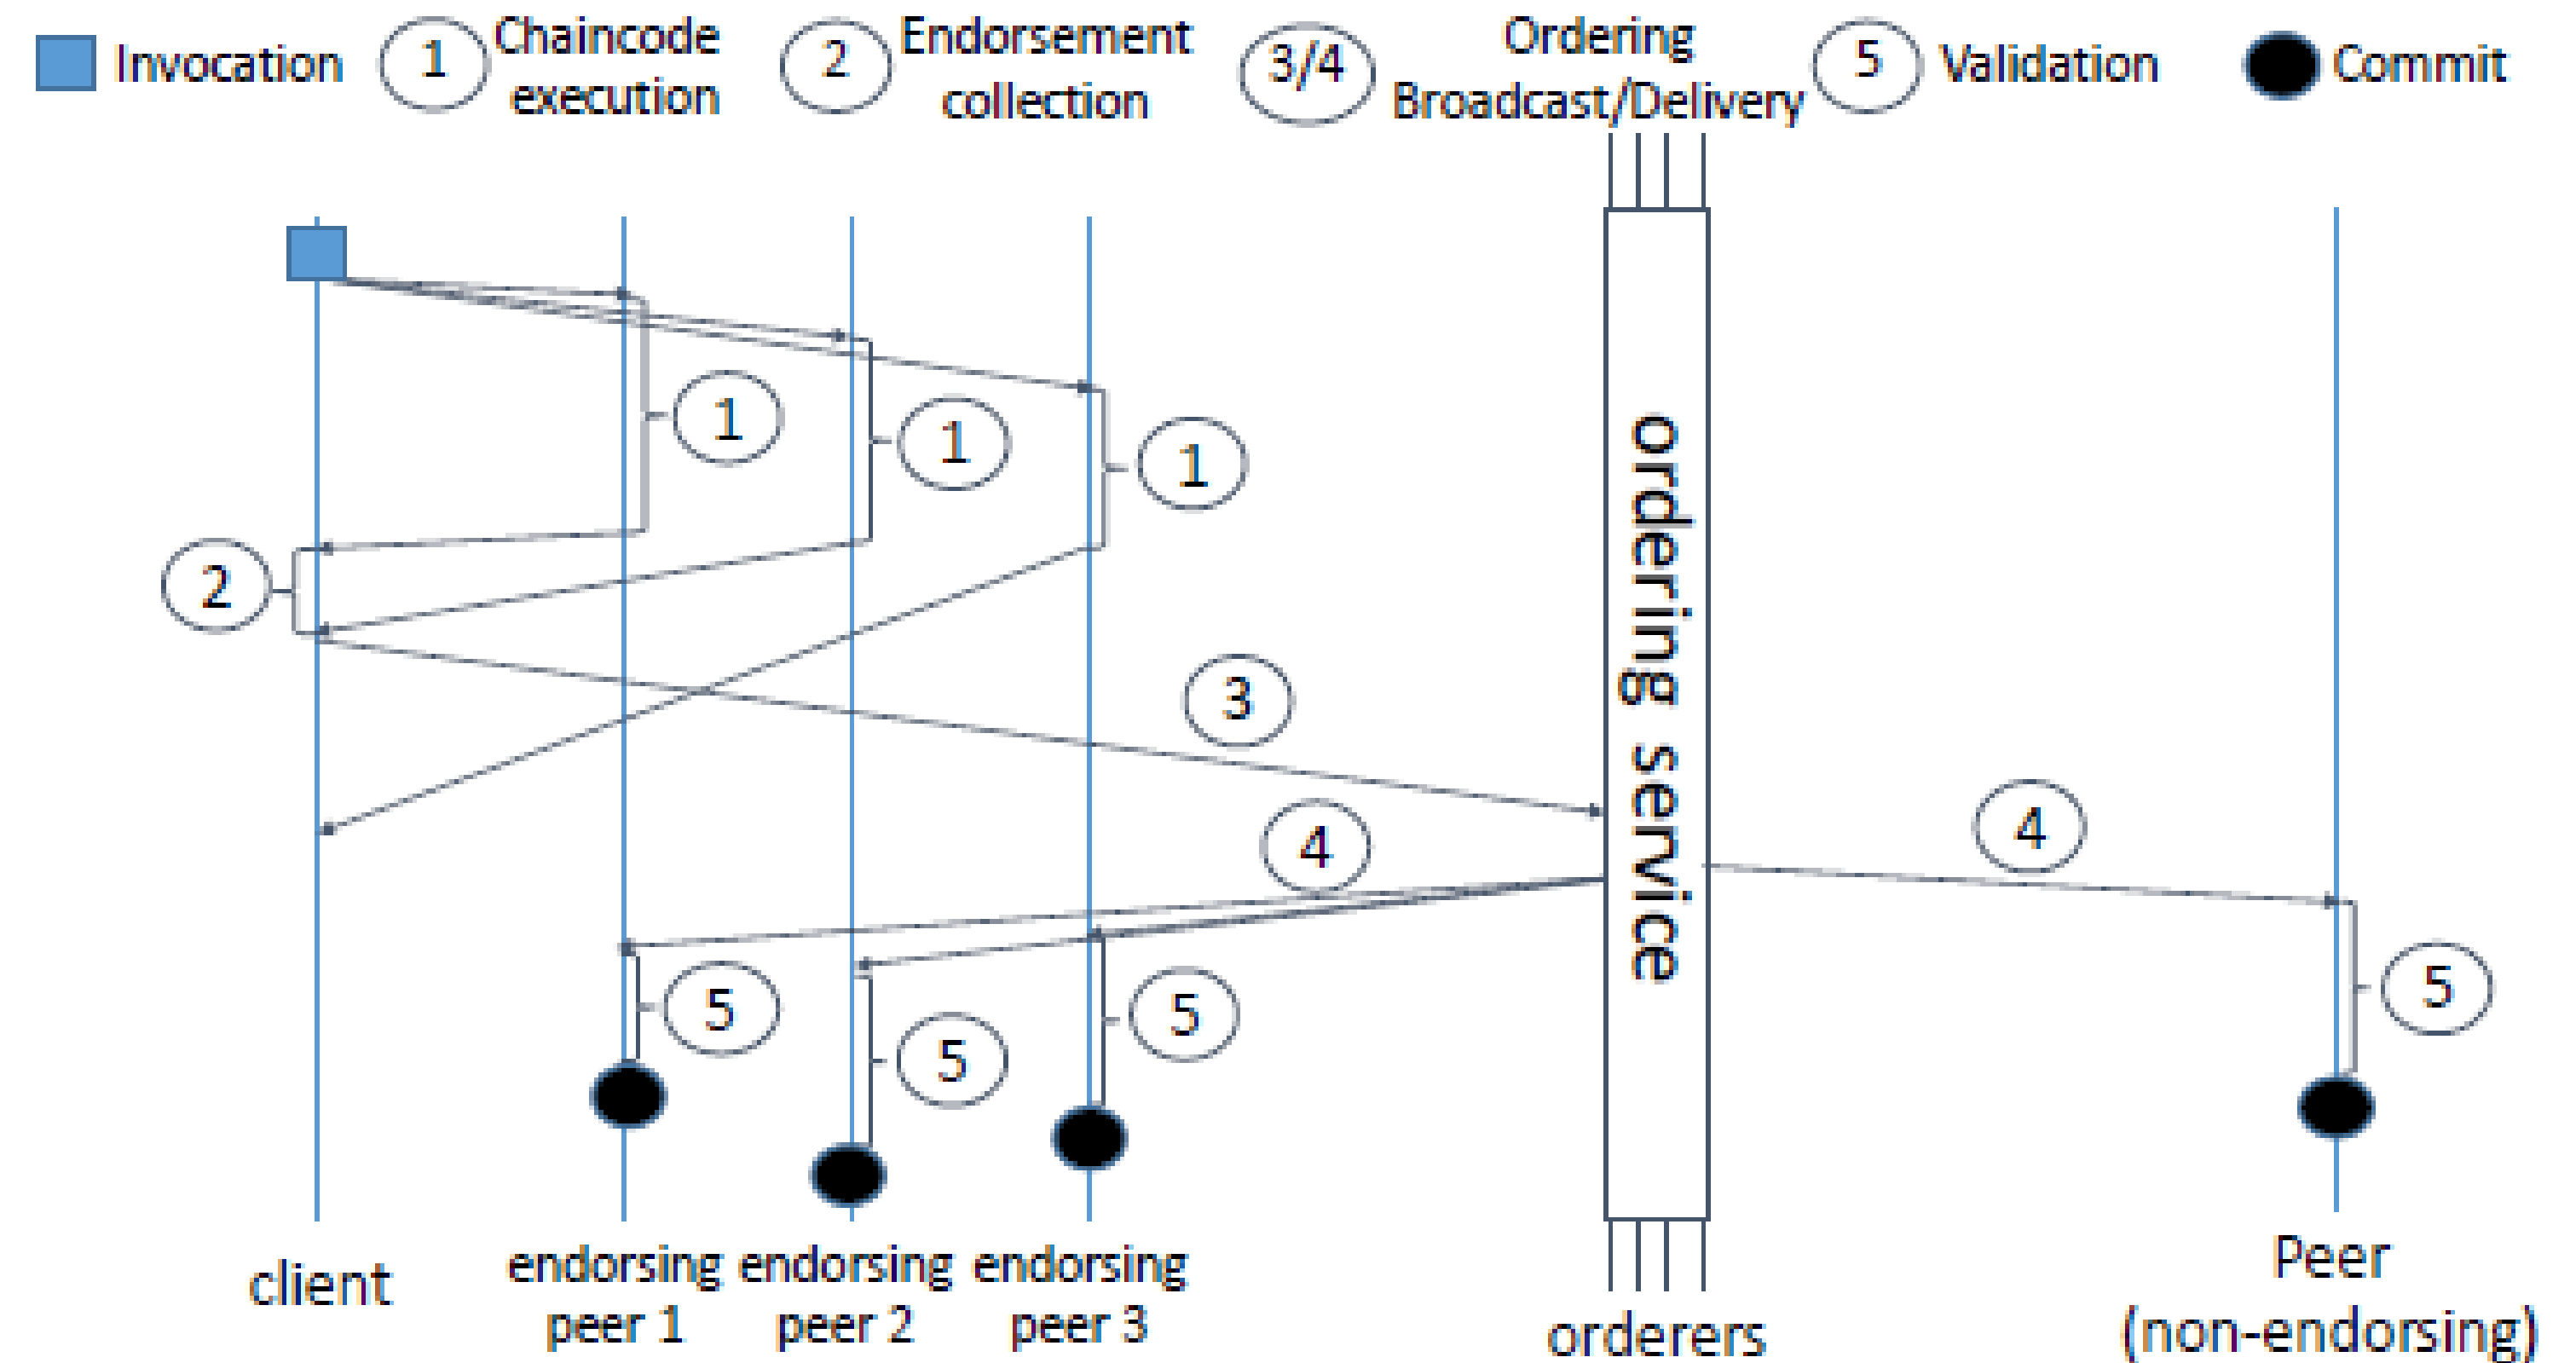 Invocation
1
Chaincode
execution
2
Endorsement
collection
3/4
Ordering
Broadcast/Delivery
5
Validation
Commit
1
1
1
2
3
4
4
5
5
5
5
ordering service
client
endorsing
peer 1
endorsing
peer 2
endorsing
peer 3
orderers
Peer
(non-endorsing)